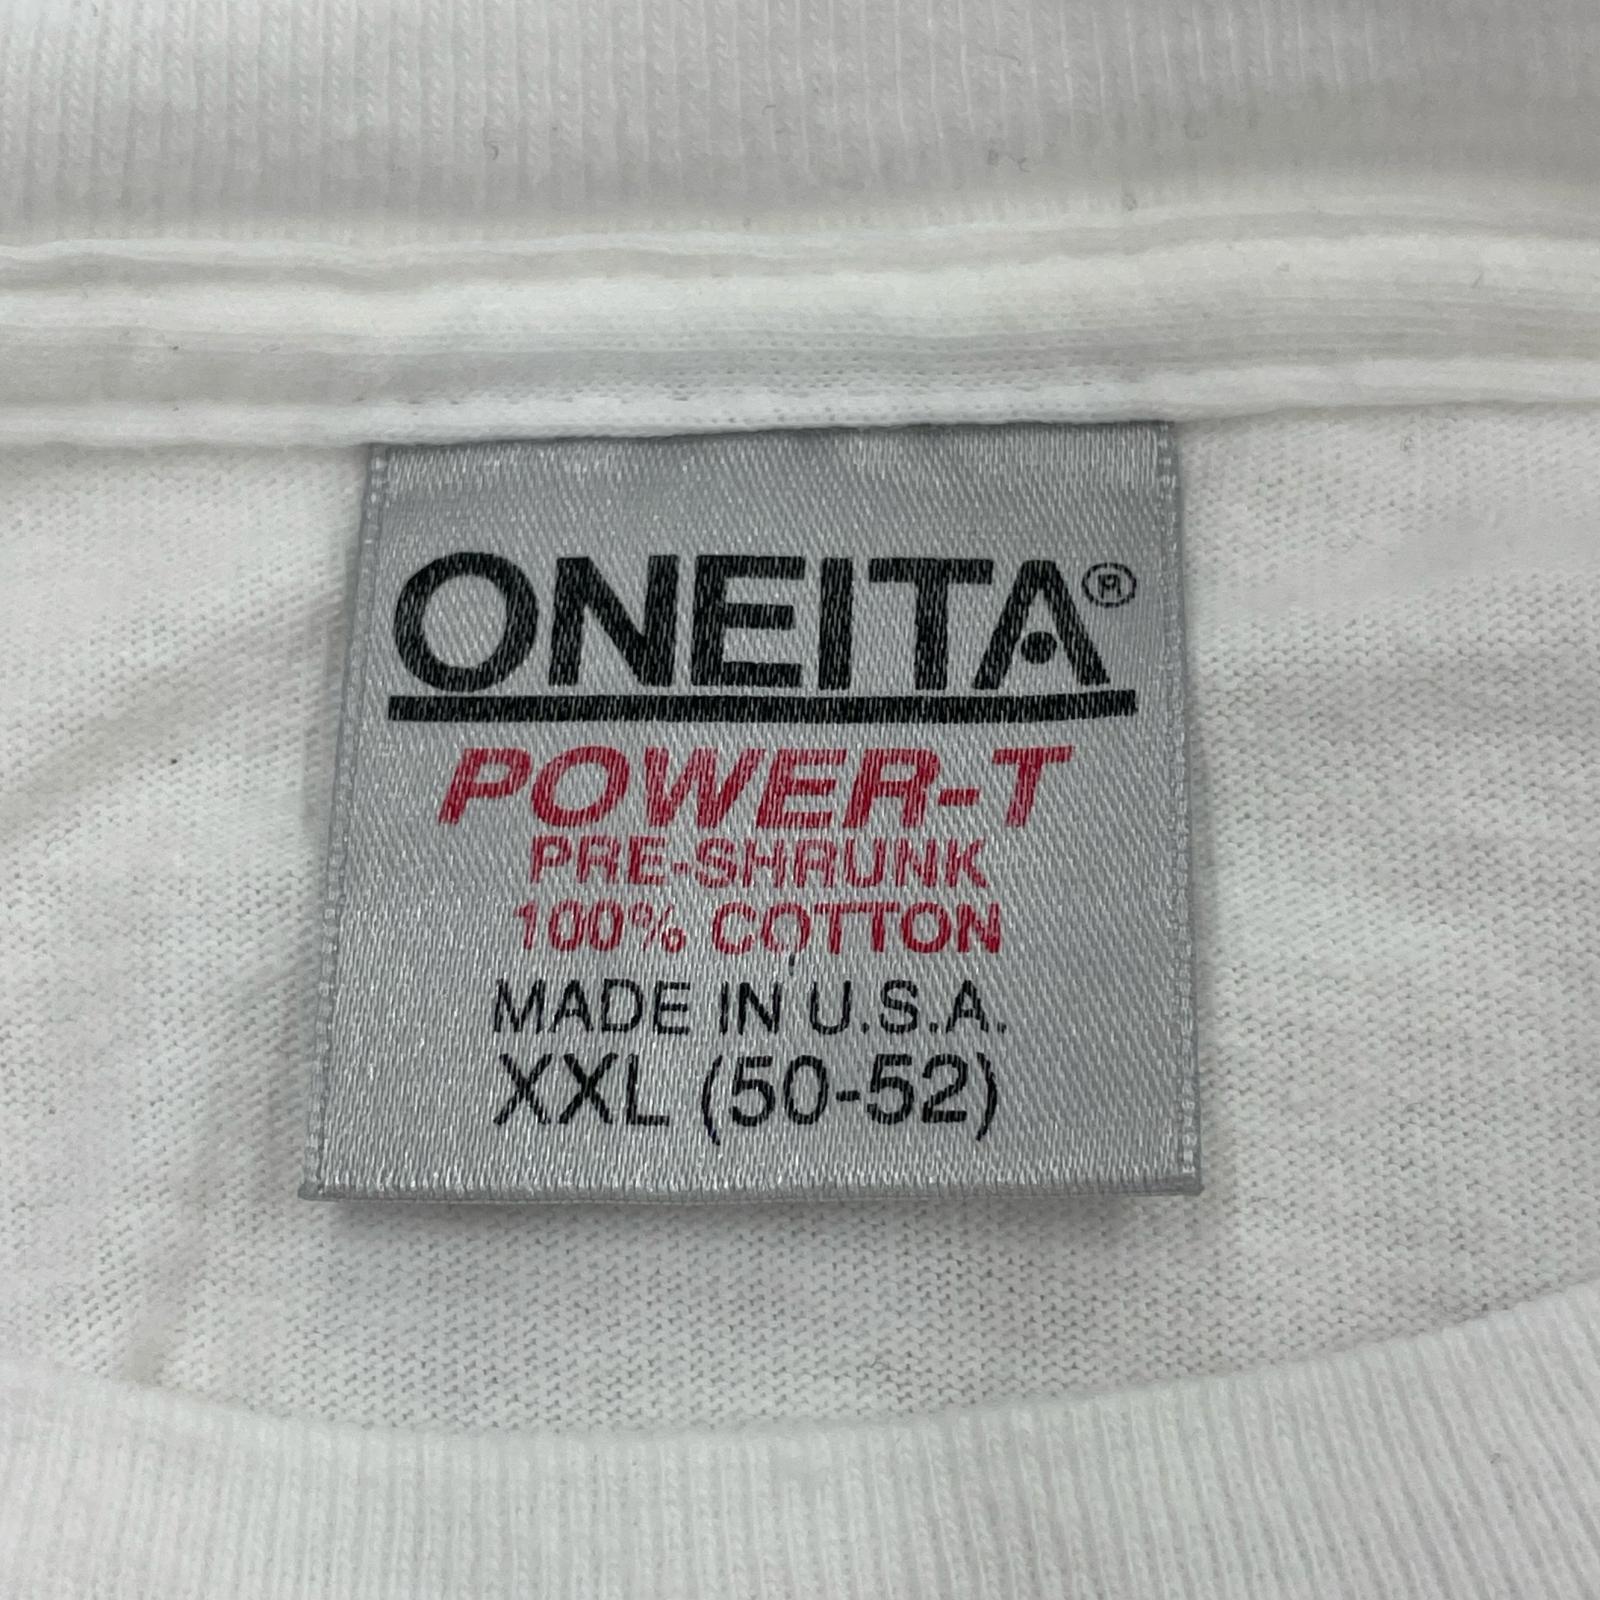 ONEITA®
POWER-T
PRE-SHRUNK
100% COTTON
MADE IN U.S.A.
XXL (50-52)